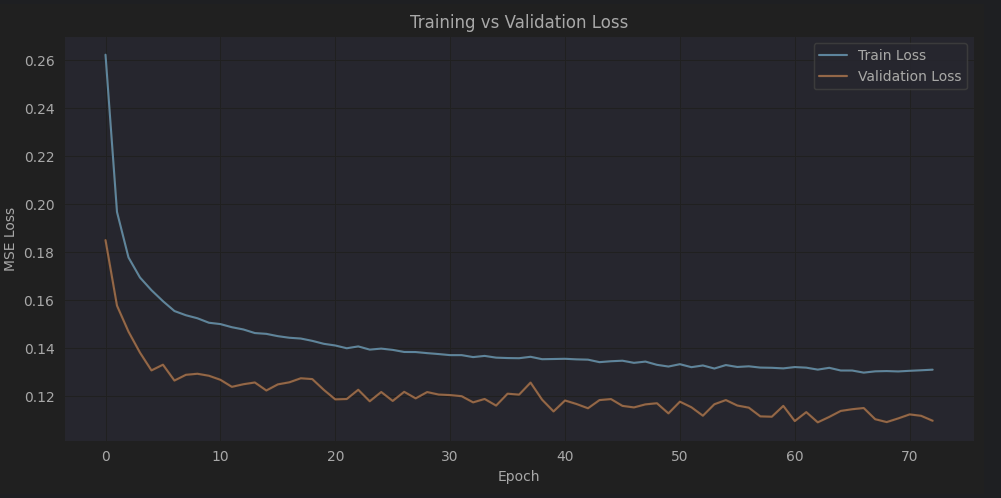 Training vs Validation Loss
Train Loss
Validation Loss
0.26
0.24
0.22
0.20
0.18
0.16
0.14
0.12
MSE Loss
0 10 20 30 40 50 60 70
Epoch